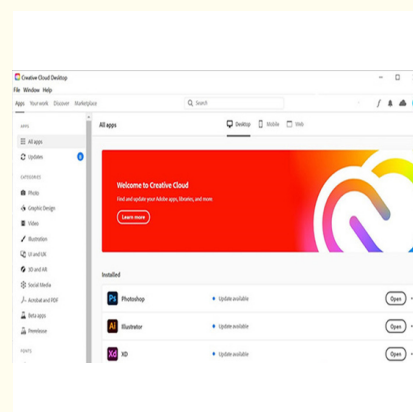 Creative Cloud Desktop
File Window Help
Apps Your work Discover Marketplace
Search
APPS
All apps
Updates
CATEGORIES
Photo
Graphic Design
Video
Illustration
UI and UX
3D and AR
Social Media
Acrobat and PDF
Beta apps
Prerelease
FONTS
All apps
Desktop Mobile Web
Welcome to Creative Cloud
Find and update your Adobe apps, libraries, and more.
Learn more
Installed
Ps Photoshop Update available Open
Ai Illustrator Update available Open
Xd XD Update available Open